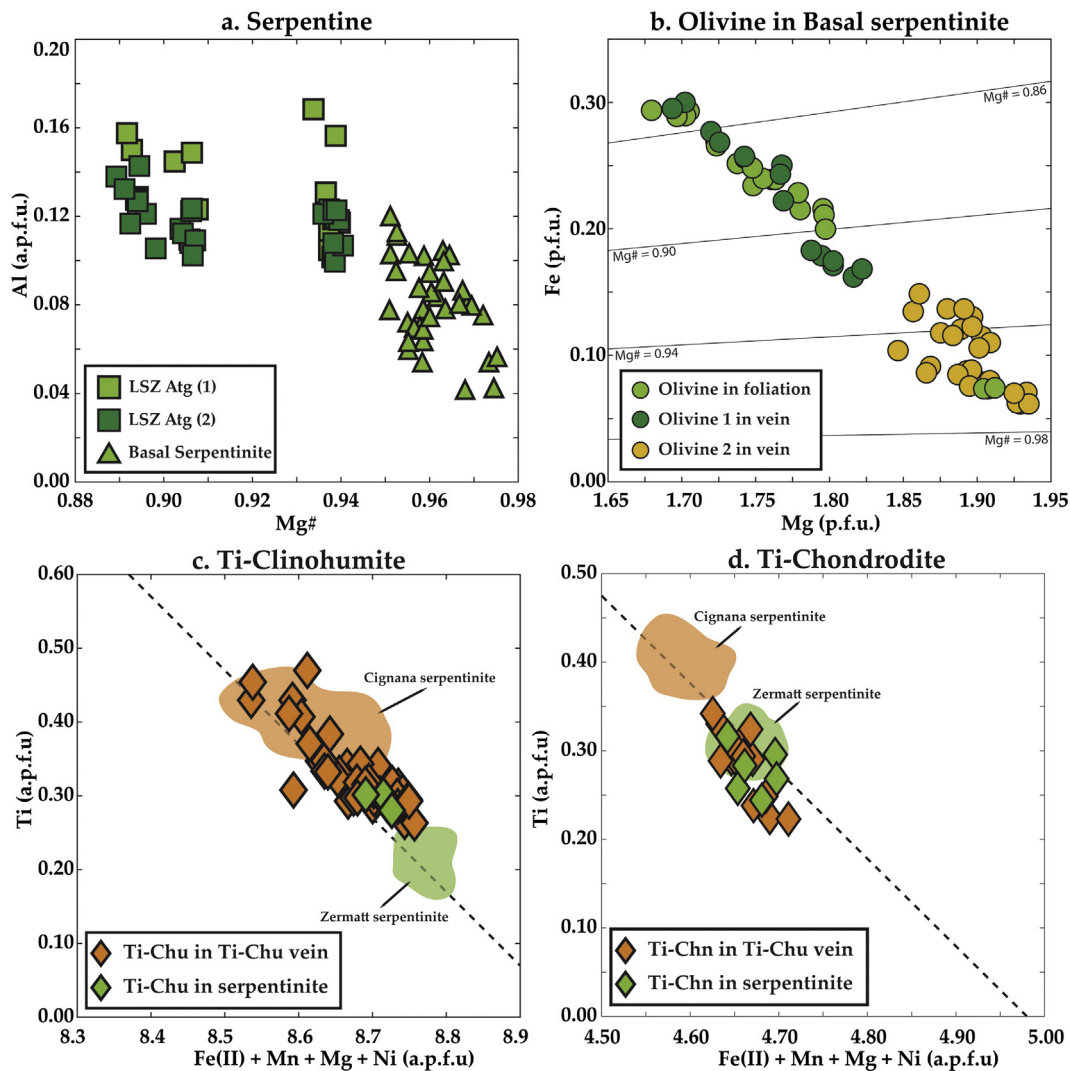 a. Serpentine
0.20
0.16
0.12
0.08
0.04
0.00
Al (a.p.f.u.)
LSZ Atg (1)
LSZ Atg (2)
Basal Serpentinite
0.88 0.90 0.92 0.94 0.96 0.98
Mg#
b. Olivine in Basal serpentinite
0.30
0.20
0.10
0.00
Fe (p.f.u.)
Mg# = 0.86
Mg# = 0.90
Mg# = 0.94
Mg# = 0.98
Olivine in foliation
Olivine 1 in vein
Olivine 2 in vein
1.65 1.70 1.75 1.80 1.85 1.90 1.95
Mg (p.f.u.)
c. Ti-Clinohumite
0.60
0.50
0.40
0.30
0.20
0.10
0.00
Ti (a.p.f.u)
Cignana serpentinite
Zermatt serpentinite
Ti-Chu in Ti-Chu vein
Ti-Chu in serpentinite
8.3 8.4 8.5 8.6 8.7 8.8 8.9
Fe(II) + Mn + Mg + Ni (a.p.f.u)
d. Ti-Chondrodite
0.50
0.40
0.30
0.20
0.10
0.00
Ti (a.p.f.u)
Cignana serpentinite
Zermatt serpentinite
Ti-Chn in Ti-Chu vein
Ti-Chn in serpentinite
4.50 4.60 4.70 4.80 4.90 5.00
Fe(II) + Mn + Mg + Ni (a.p.f.u)